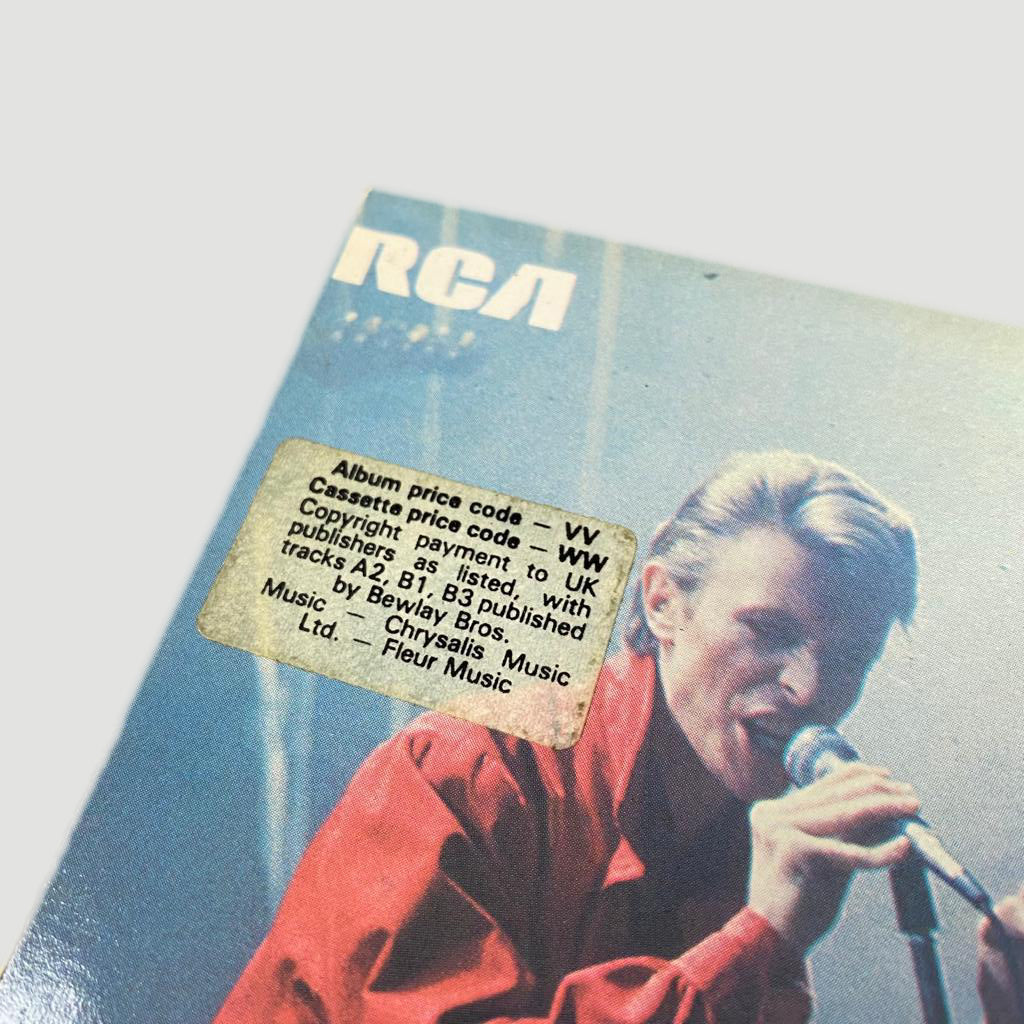 RCA
Album price code – VV
Cassette price code – WW
Copyright payment to UK
publishers as listed, with
tracks A2, B1, B3 published
by Bewlay Bros.
Music – Chrysalis Music
Ltd. – Fleur Music